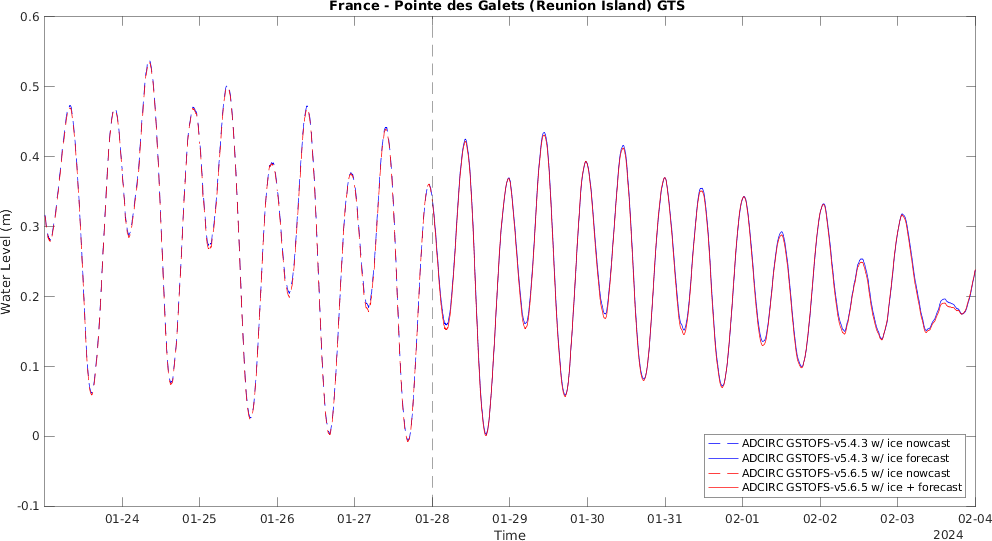 France - Pointe des Galets (Reunion Island) GTS
0.6
0.5
0.4
0.3
0.2
0.1
0
-0.1
Water Level (m)
ADCIRC GSTOFS-v5.4.3 w/ ice nowcast
ADCIRC GSTOFS-v5.4.3 w/ ice forecast
ADCIRC GSTOFS-v5.6.5 w/ ice nowcast
ADCIRC GSTOFS-v5.6.5 w/ ice + forecast
01-24 01-25 01-26 01-27 01-28 01-29 01-30 01-31 02-01 02-02 02-03 02-04
Time
2024